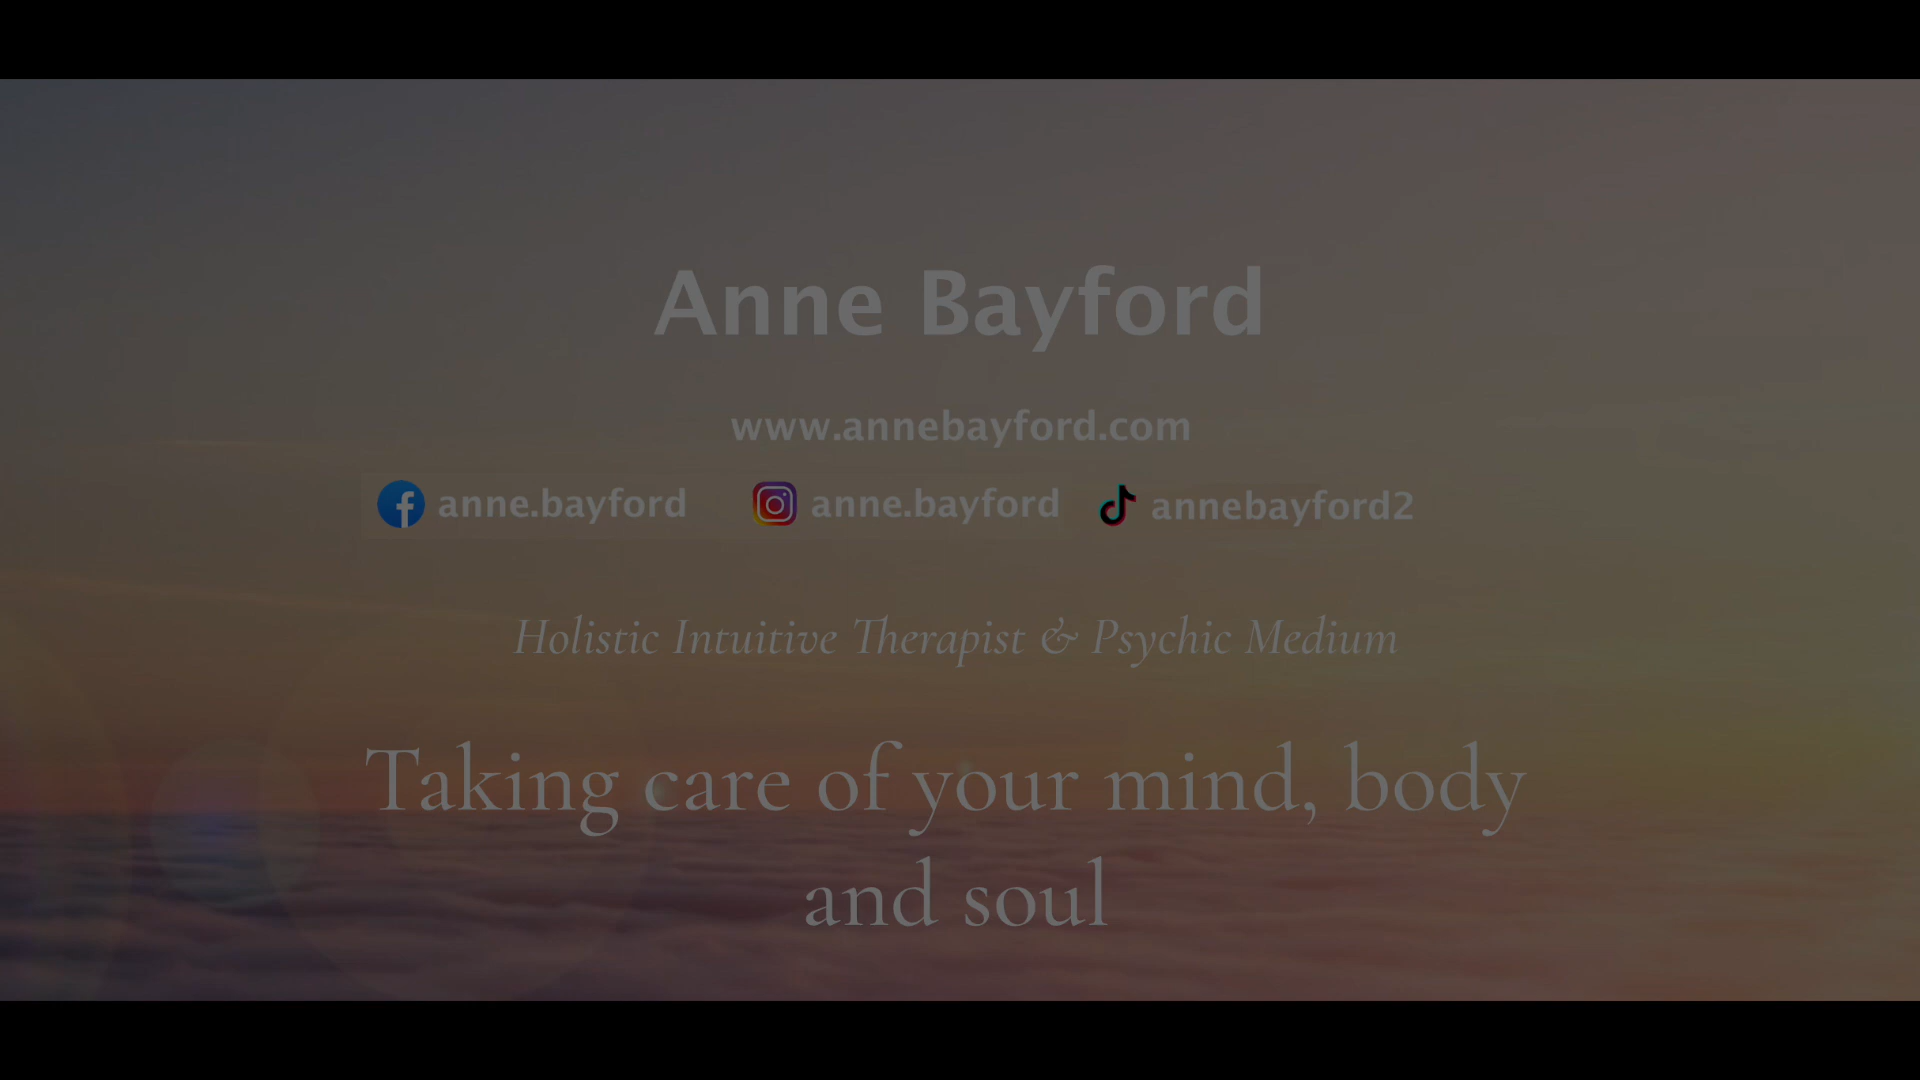 Anne Bayford
www.annebayford.com
anne.bayford anne.bayford annebayford2
Holistic Intuitive Therapist & Psychic Medium
Taking care of your mind, body
and soul